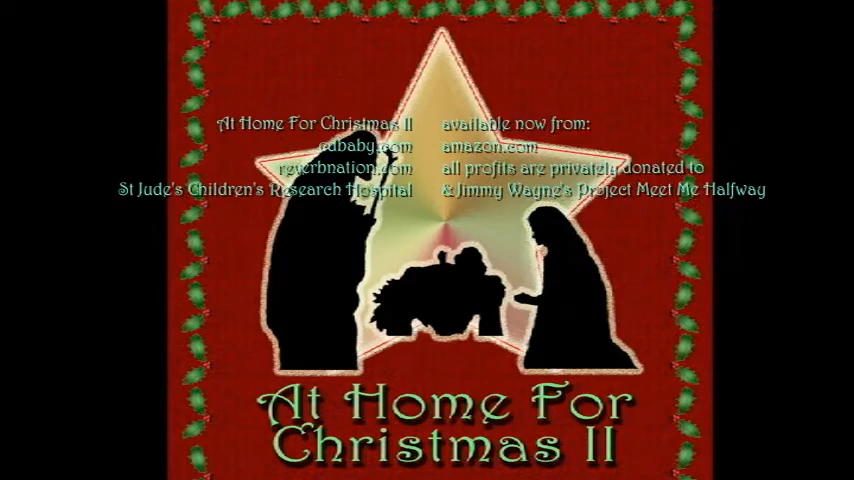 At Home For Christmas II available now from:
cdbaby.com amazon.com
reverbnation.com all profits are privately donated to
St Jude's Children's Research Hospital & Jimmy Wayne's Project Meet Me Halfway
At Home For
Christmas II